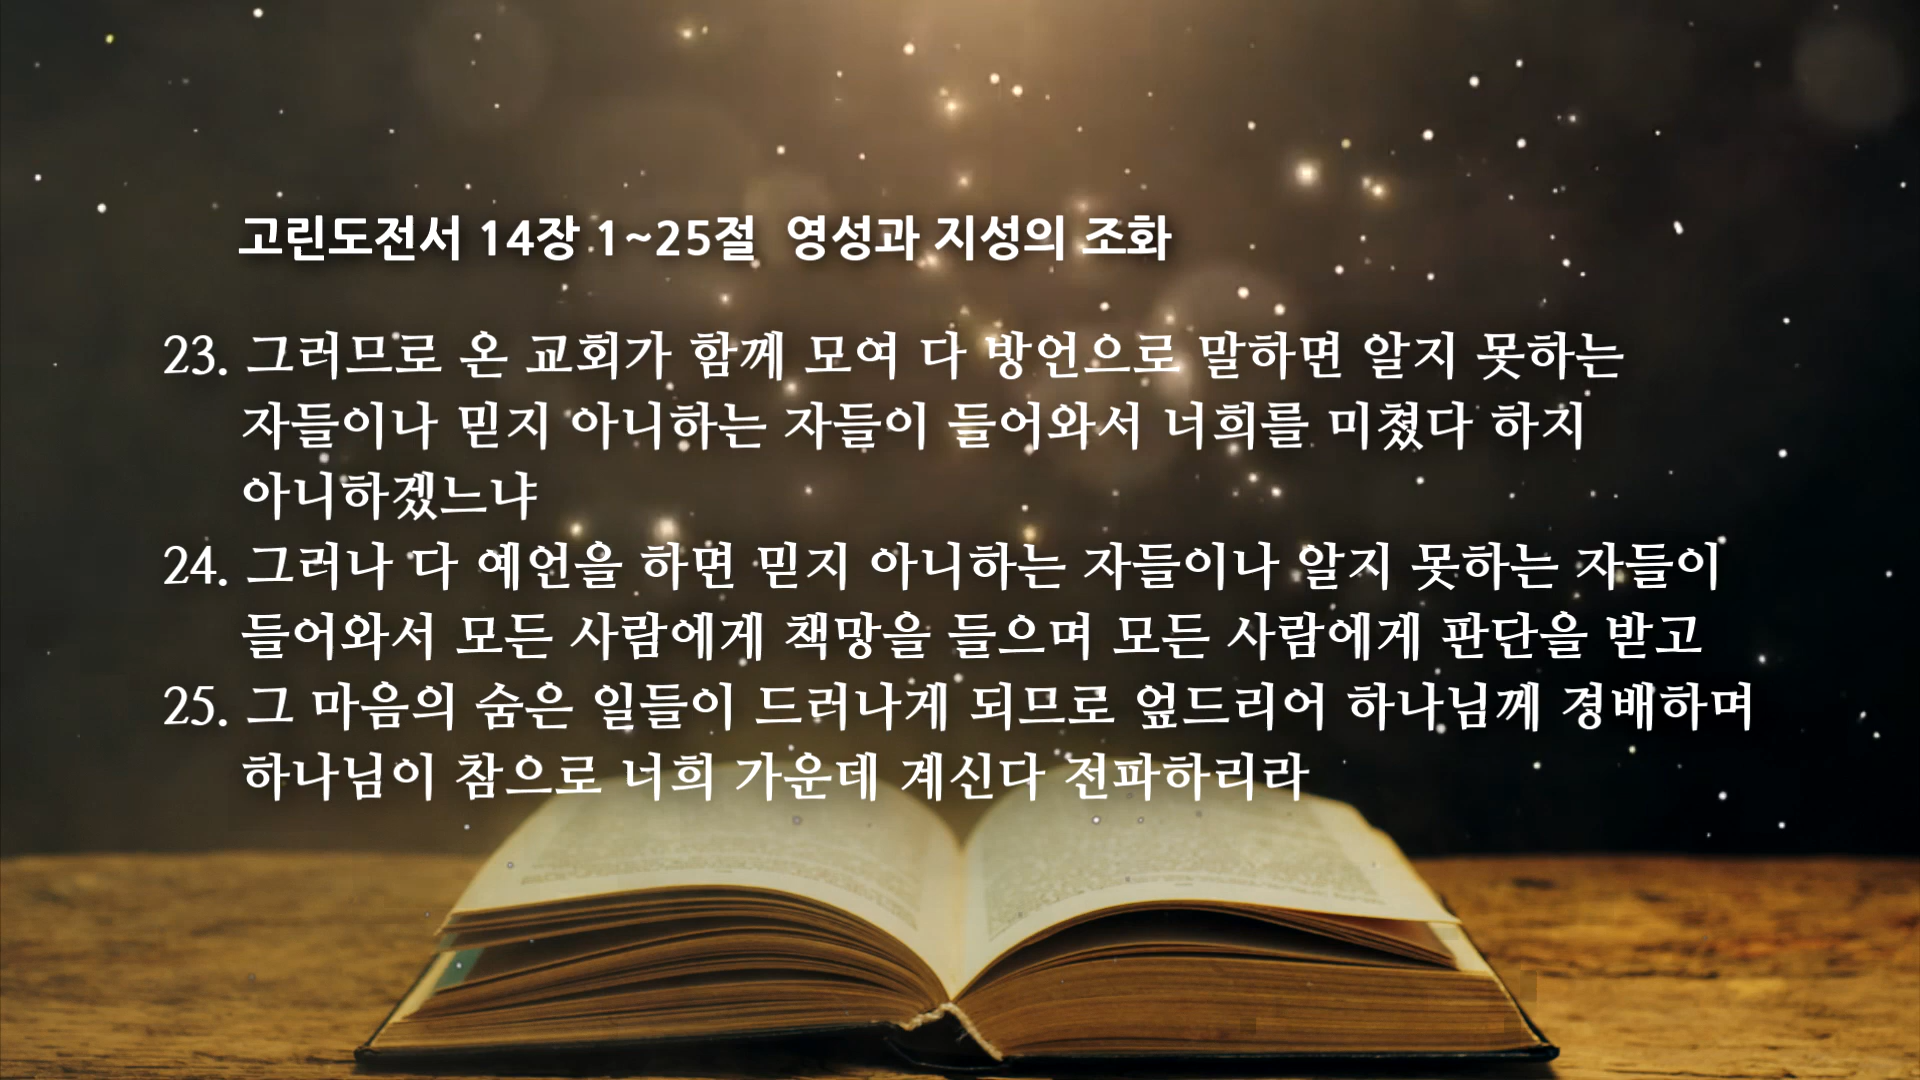 고린도전서 14장 1~25절 영성과 지성의 조화
23. 그러므로 온 교회가 함께 모여 다 방언으로 말하면 알지 못하는
자들이나 믿지 아니하는 자들이 들어와서 너희를 미쳤다 하지
아니하겠느냐
24. 그러나 다 예언을 하면 믿지 아니하는 자들이나 알지 못하는 자들이
들어와서 모든 사람에게 책망을 들으며 모든 사람에게 판단을 받고
25. 그 마음의 숨은 일들이 드러나게 되므로 엎드리어 하나님께 경배하며
하나님이 참으로 너희 가운데 계신다 전파하리라